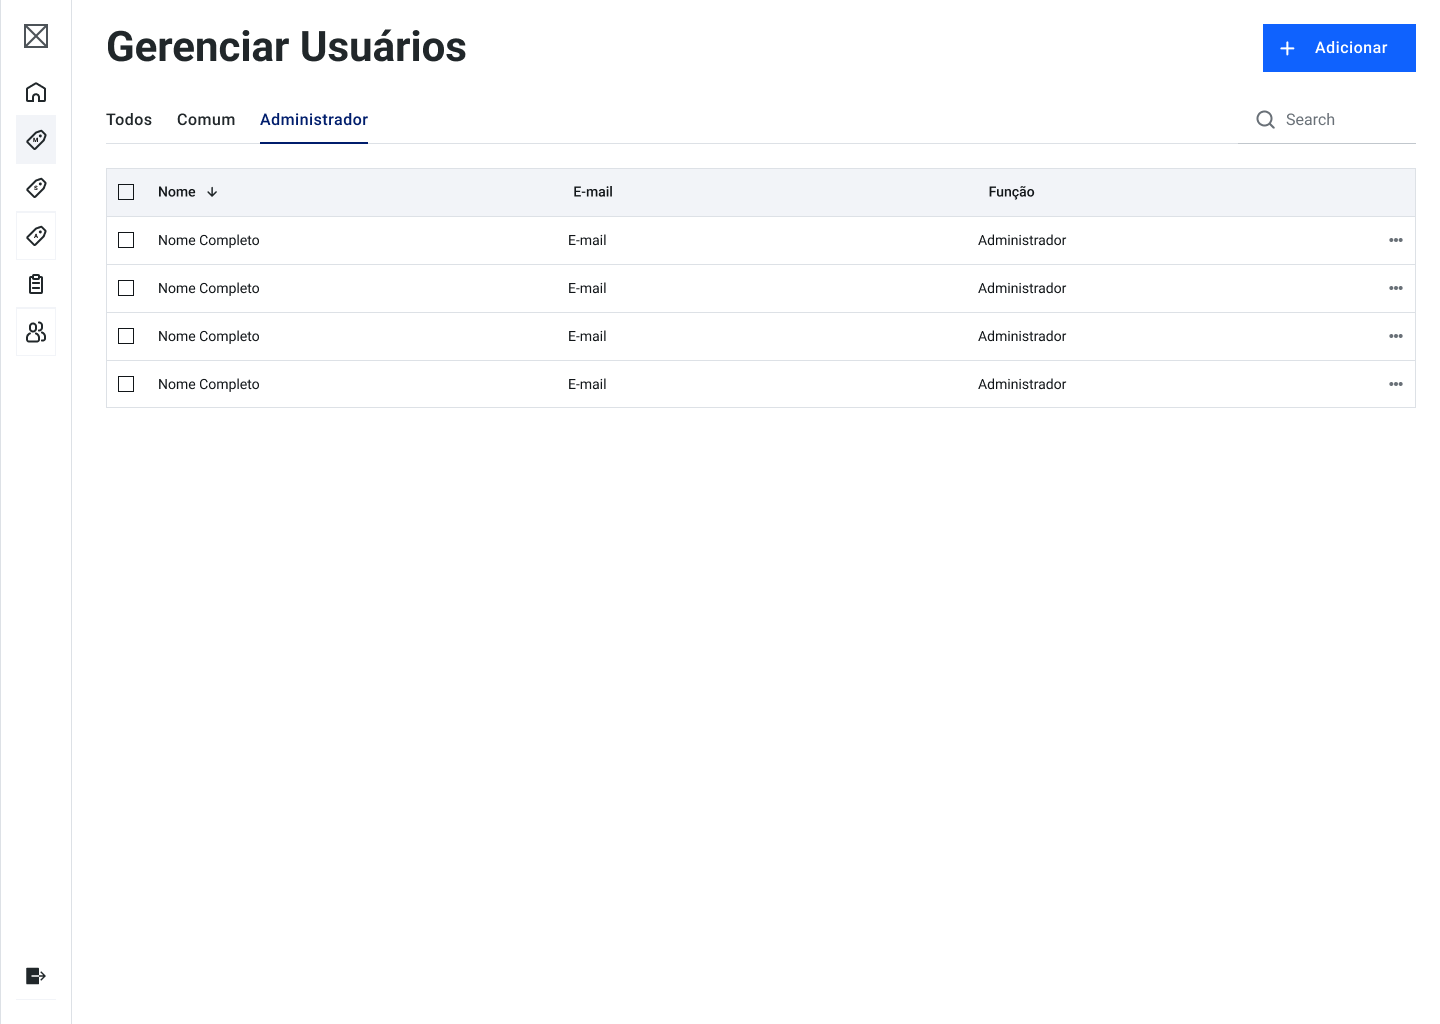 Gerenciar Usuários
Adicionar
Todos Comum Administrador
Search
Nome E-mail Função
Nome Completo E-mail Administrador
Nome Completo E-mail Administrador
Nome Completo E-mail Administrador
Nome Completo E-mail Administrador
M
S
A